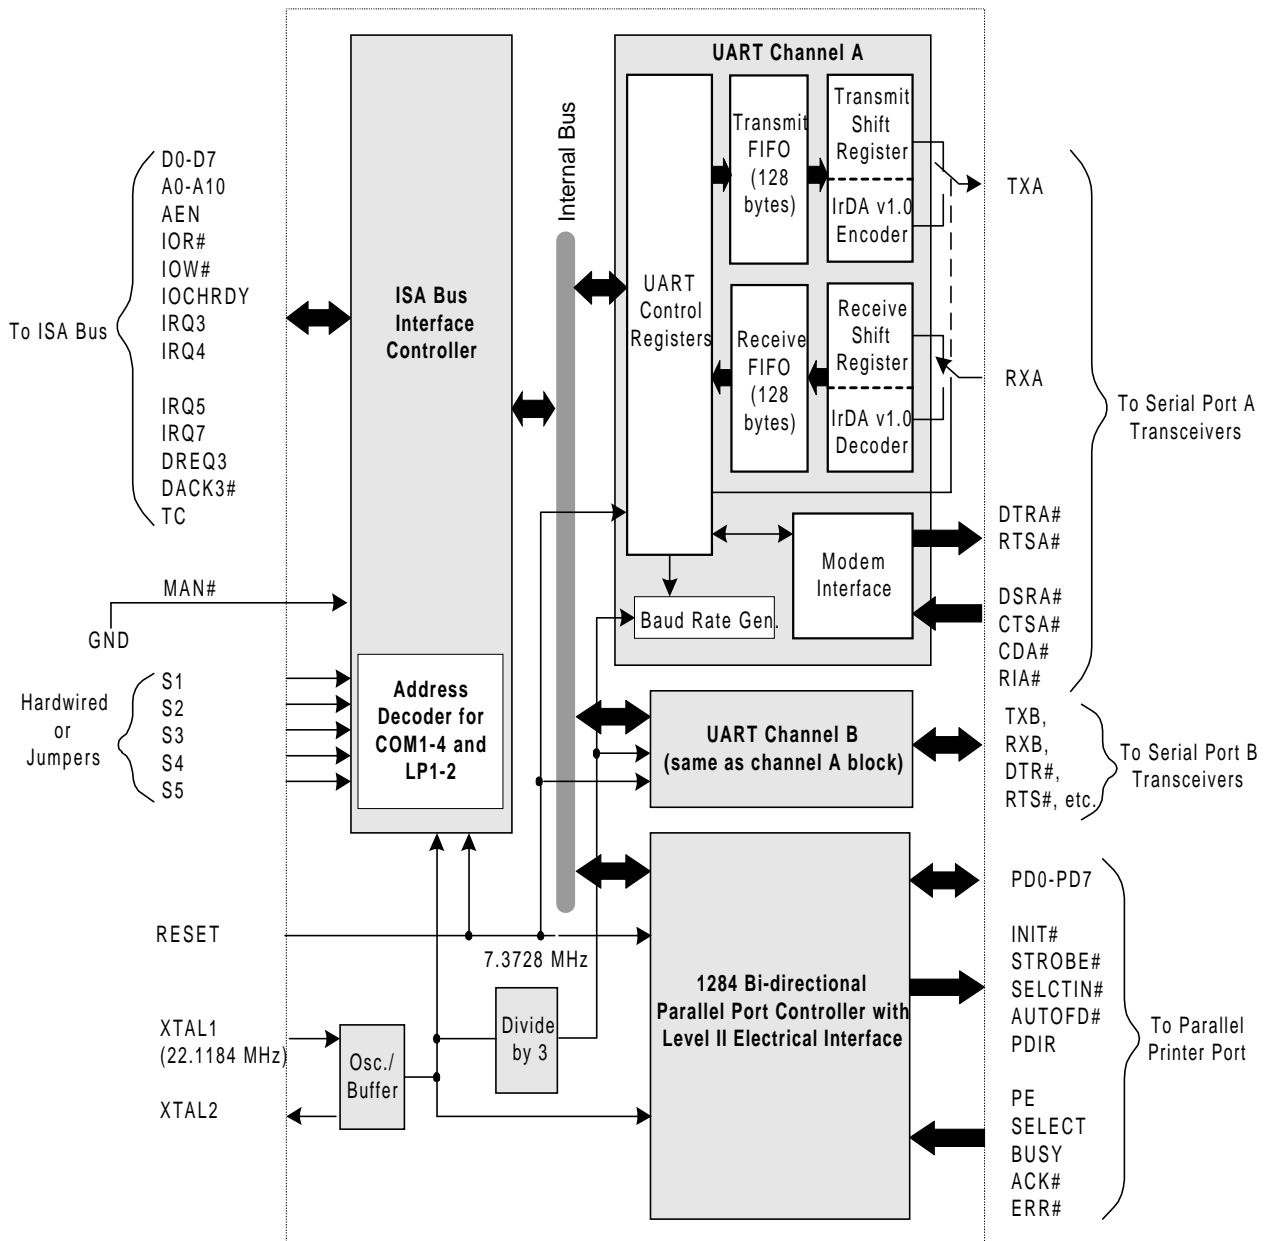 To ISA Bus
D0-D7
A0-A10
AEN
IOR#
IOW#
IOCHRDY
IRQ3
IRQ4
IRQ5
IRQ7
DREQ3
DACK3#
TC
MAN#
GND
Hardwired
or
Jumpers
S1
S2
S3
S4
S5
RESET
XTAL1
(22.1184 MHz)
XTAL2
ISA Bus
Interface
Controller
Address
Decoder for
COM1-4 and
LP1-2
Osc./
Buffer
Divide
by 3
7.3728 MHz
Internal Bus
UART Channel A
UART
Control
Registers
Transmit
FIFO
(128
bytes)
Transmit
Shift
Register
IrDA v1.0
Encoder
Receive
FIFO
(128
bytes)
Receive
Shift
Register
IrDA v1.0
Decoder
Modem
Interface
Baud Rate Gen.
UART Channel B
(same as channel A block)
1284 Bi-directional
Parallel Port Controller with
Level II Electrical Interface
TXA
RXA
DTRA#
RTSA#
DSRA#
CTSA#
CDA#
RIA#
To Serial Port A
Transceivers
TXB,
RXB,
DTR#,
RTS#, etc.
To Serial Port B
Transceivers
PD0-PD7
INIT#
STROBE#
SELCTIN#
AUTOFD#
PDIR
PE
SELECT
BUSY
ACK#
ERR#
To Parallel
Printer Port